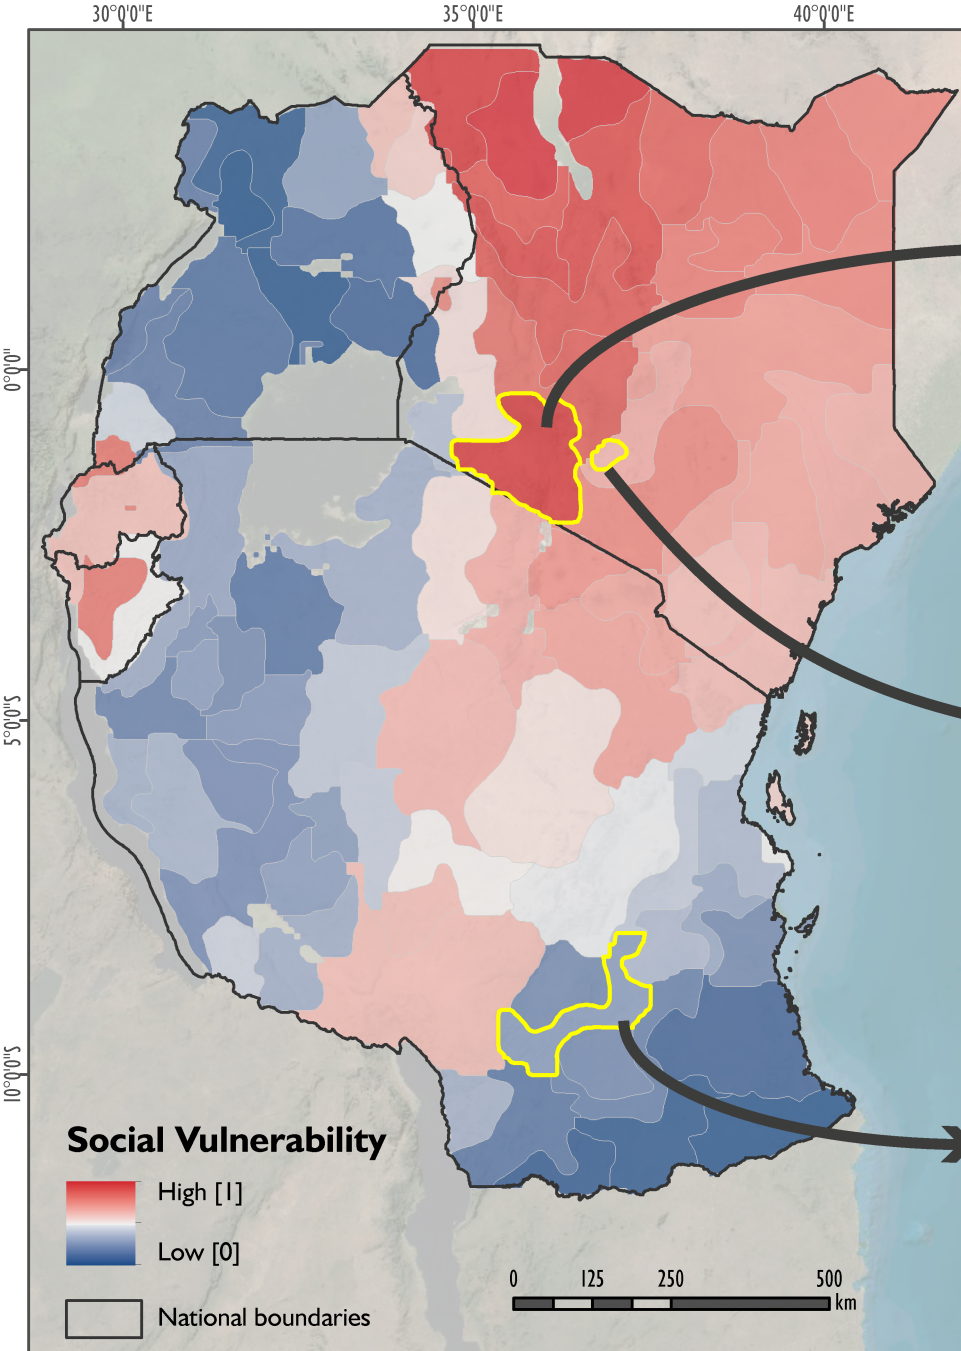 30°0'0"E 35°0'0"E 40°0'0"E
0°0'0"
5°0'0"S
10°0'0"S
Social Vulnerability
High [1]
Low [0]
National boundaries
0 125 250 500
km